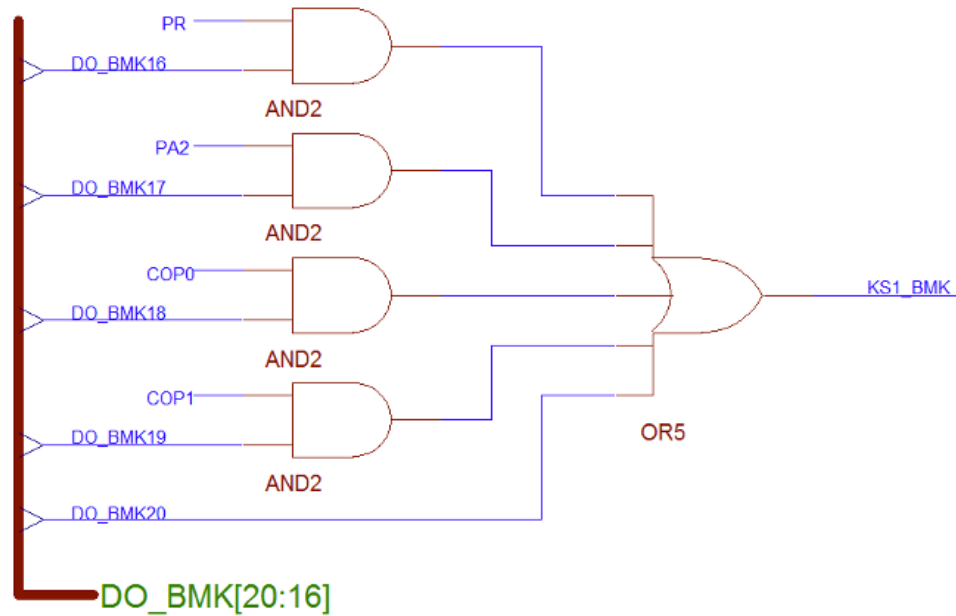 PR
DO_BMK16
AND2
PA2
DO_BMK17
AND2
COP0
DO_BMK18
KS1_BMK
AND2
COP1
DO_BMK19
OR5
AND2
DO_BMK20
DO_BMK[20:16]